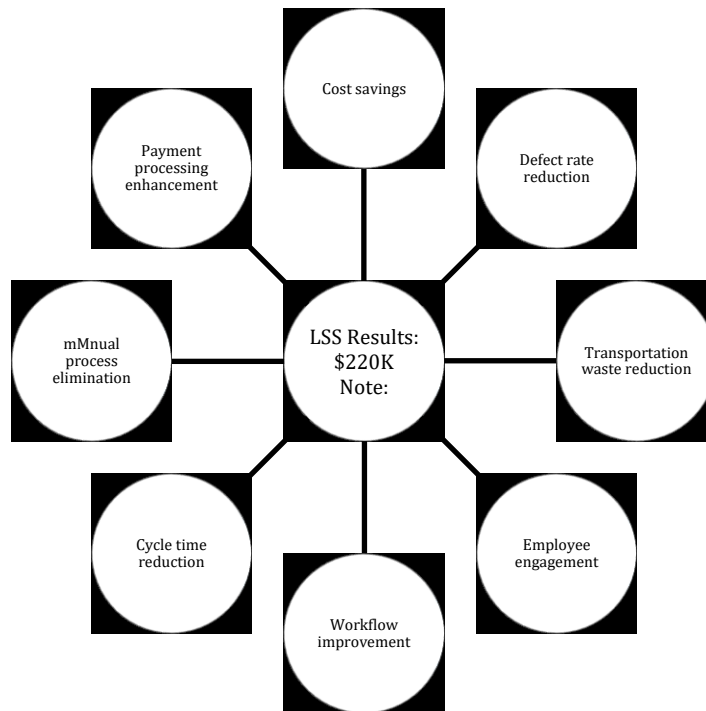 Cost savings
Payment
processing
enhancement
Defect rate
reduction
mMnual
process
elimination
LSS Results:
$220K
Note:
Transportation
waste reduction
Cycle time
reduction
Employee
engagement
Workflow
improvement